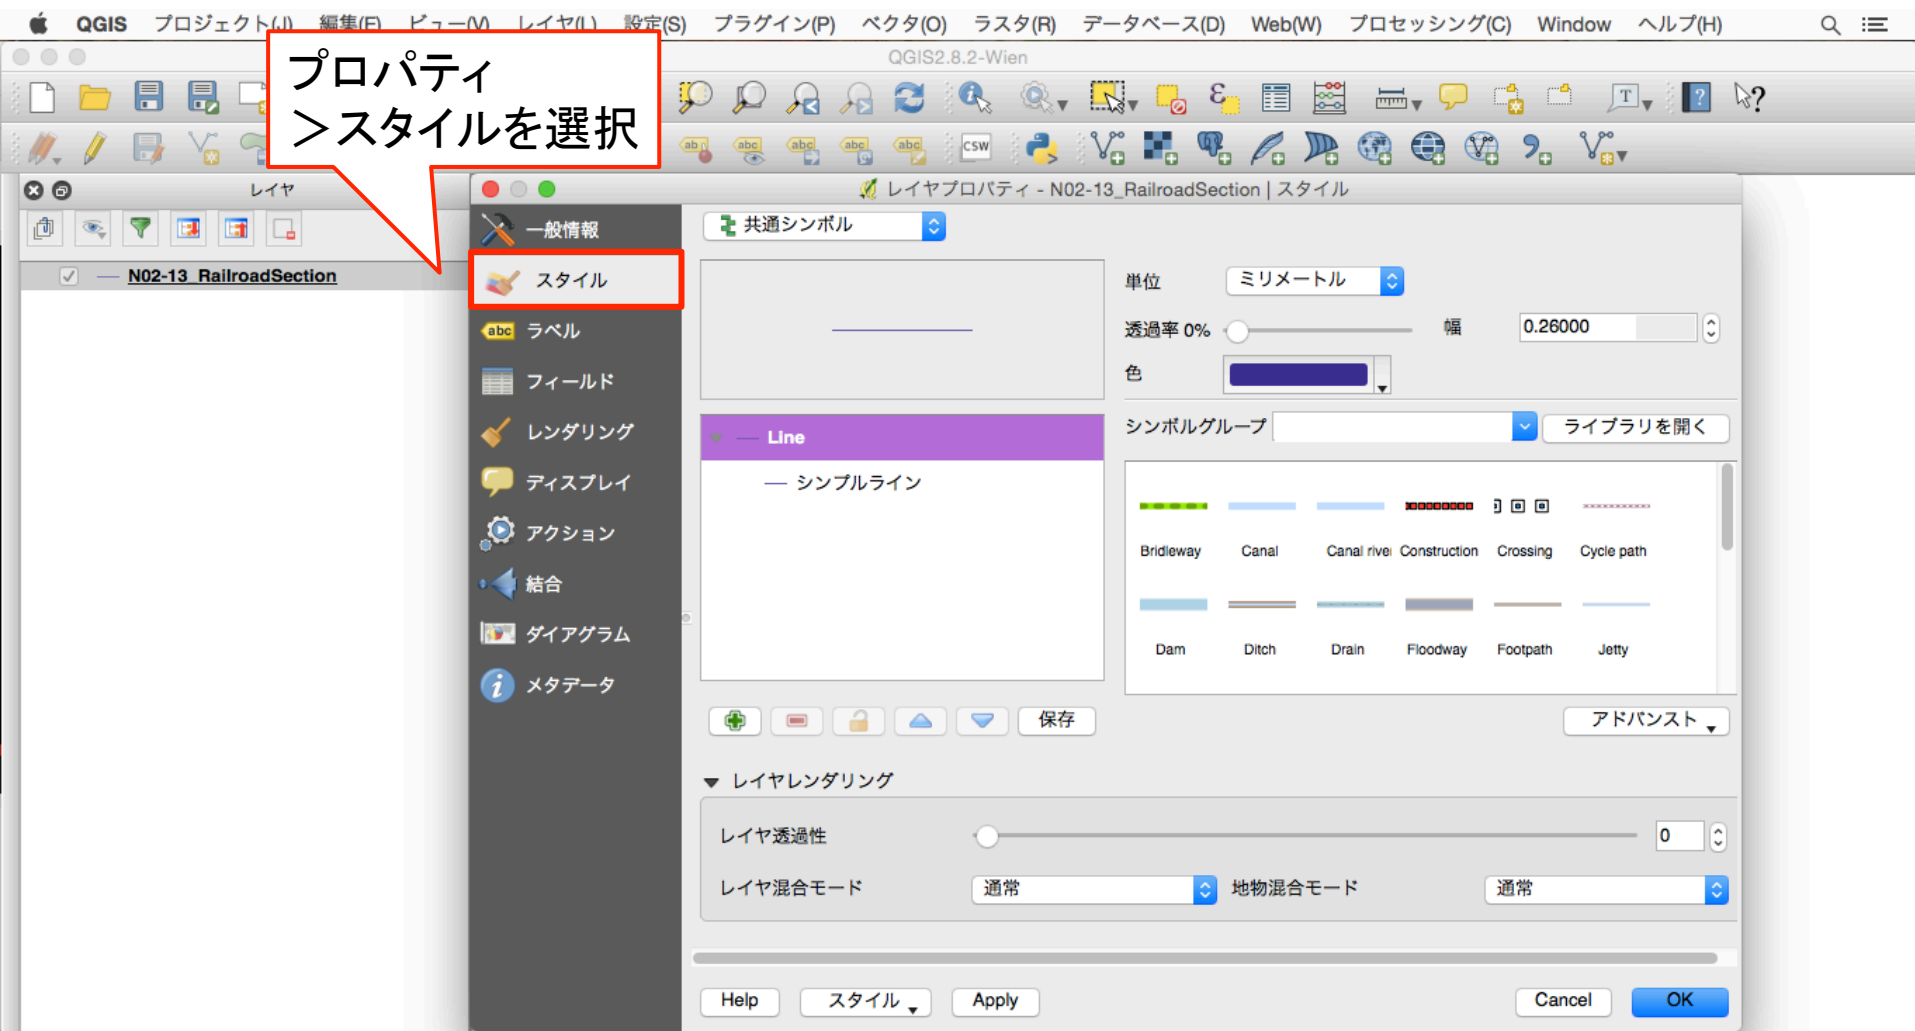 QGIS プロジェクト(J) 編集(F) ビュー(V) レイヤ(L) 設定(S) プラグイン(P) ベクタ(O) ラスタ(R) データベース(D) Web(W) プロセッシング(C) Window ヘルプ(H)
QGIS2.8.2-Wien
プロパティ
＞スタイルを選択
レイヤ
N02-13_RailroadSection
レイヤプロパティ - N02-13_RailroadSection | スタイル
一般情報
スタイル
ラベル
フィールド
レンダリング
ディスプレイ
アクション
結合
ダイアグラム
メタデータ
共通シンボル
単位 ミリメートル
透過率 0% 幅 0.26000
色
Line
シンプルライン
シンボルグループ ライブラリを開く
Bridleway Canal Canal river Construction Crossing Cycle path
Dam Ditch Drain Floodway Footpath Jetty
保存 アドバンスト
レイヤレンダリング
レイヤ透過性 0
レイヤ混合モード 通常 地物混合モード 通常
Help スタイル Apply Cancel OK